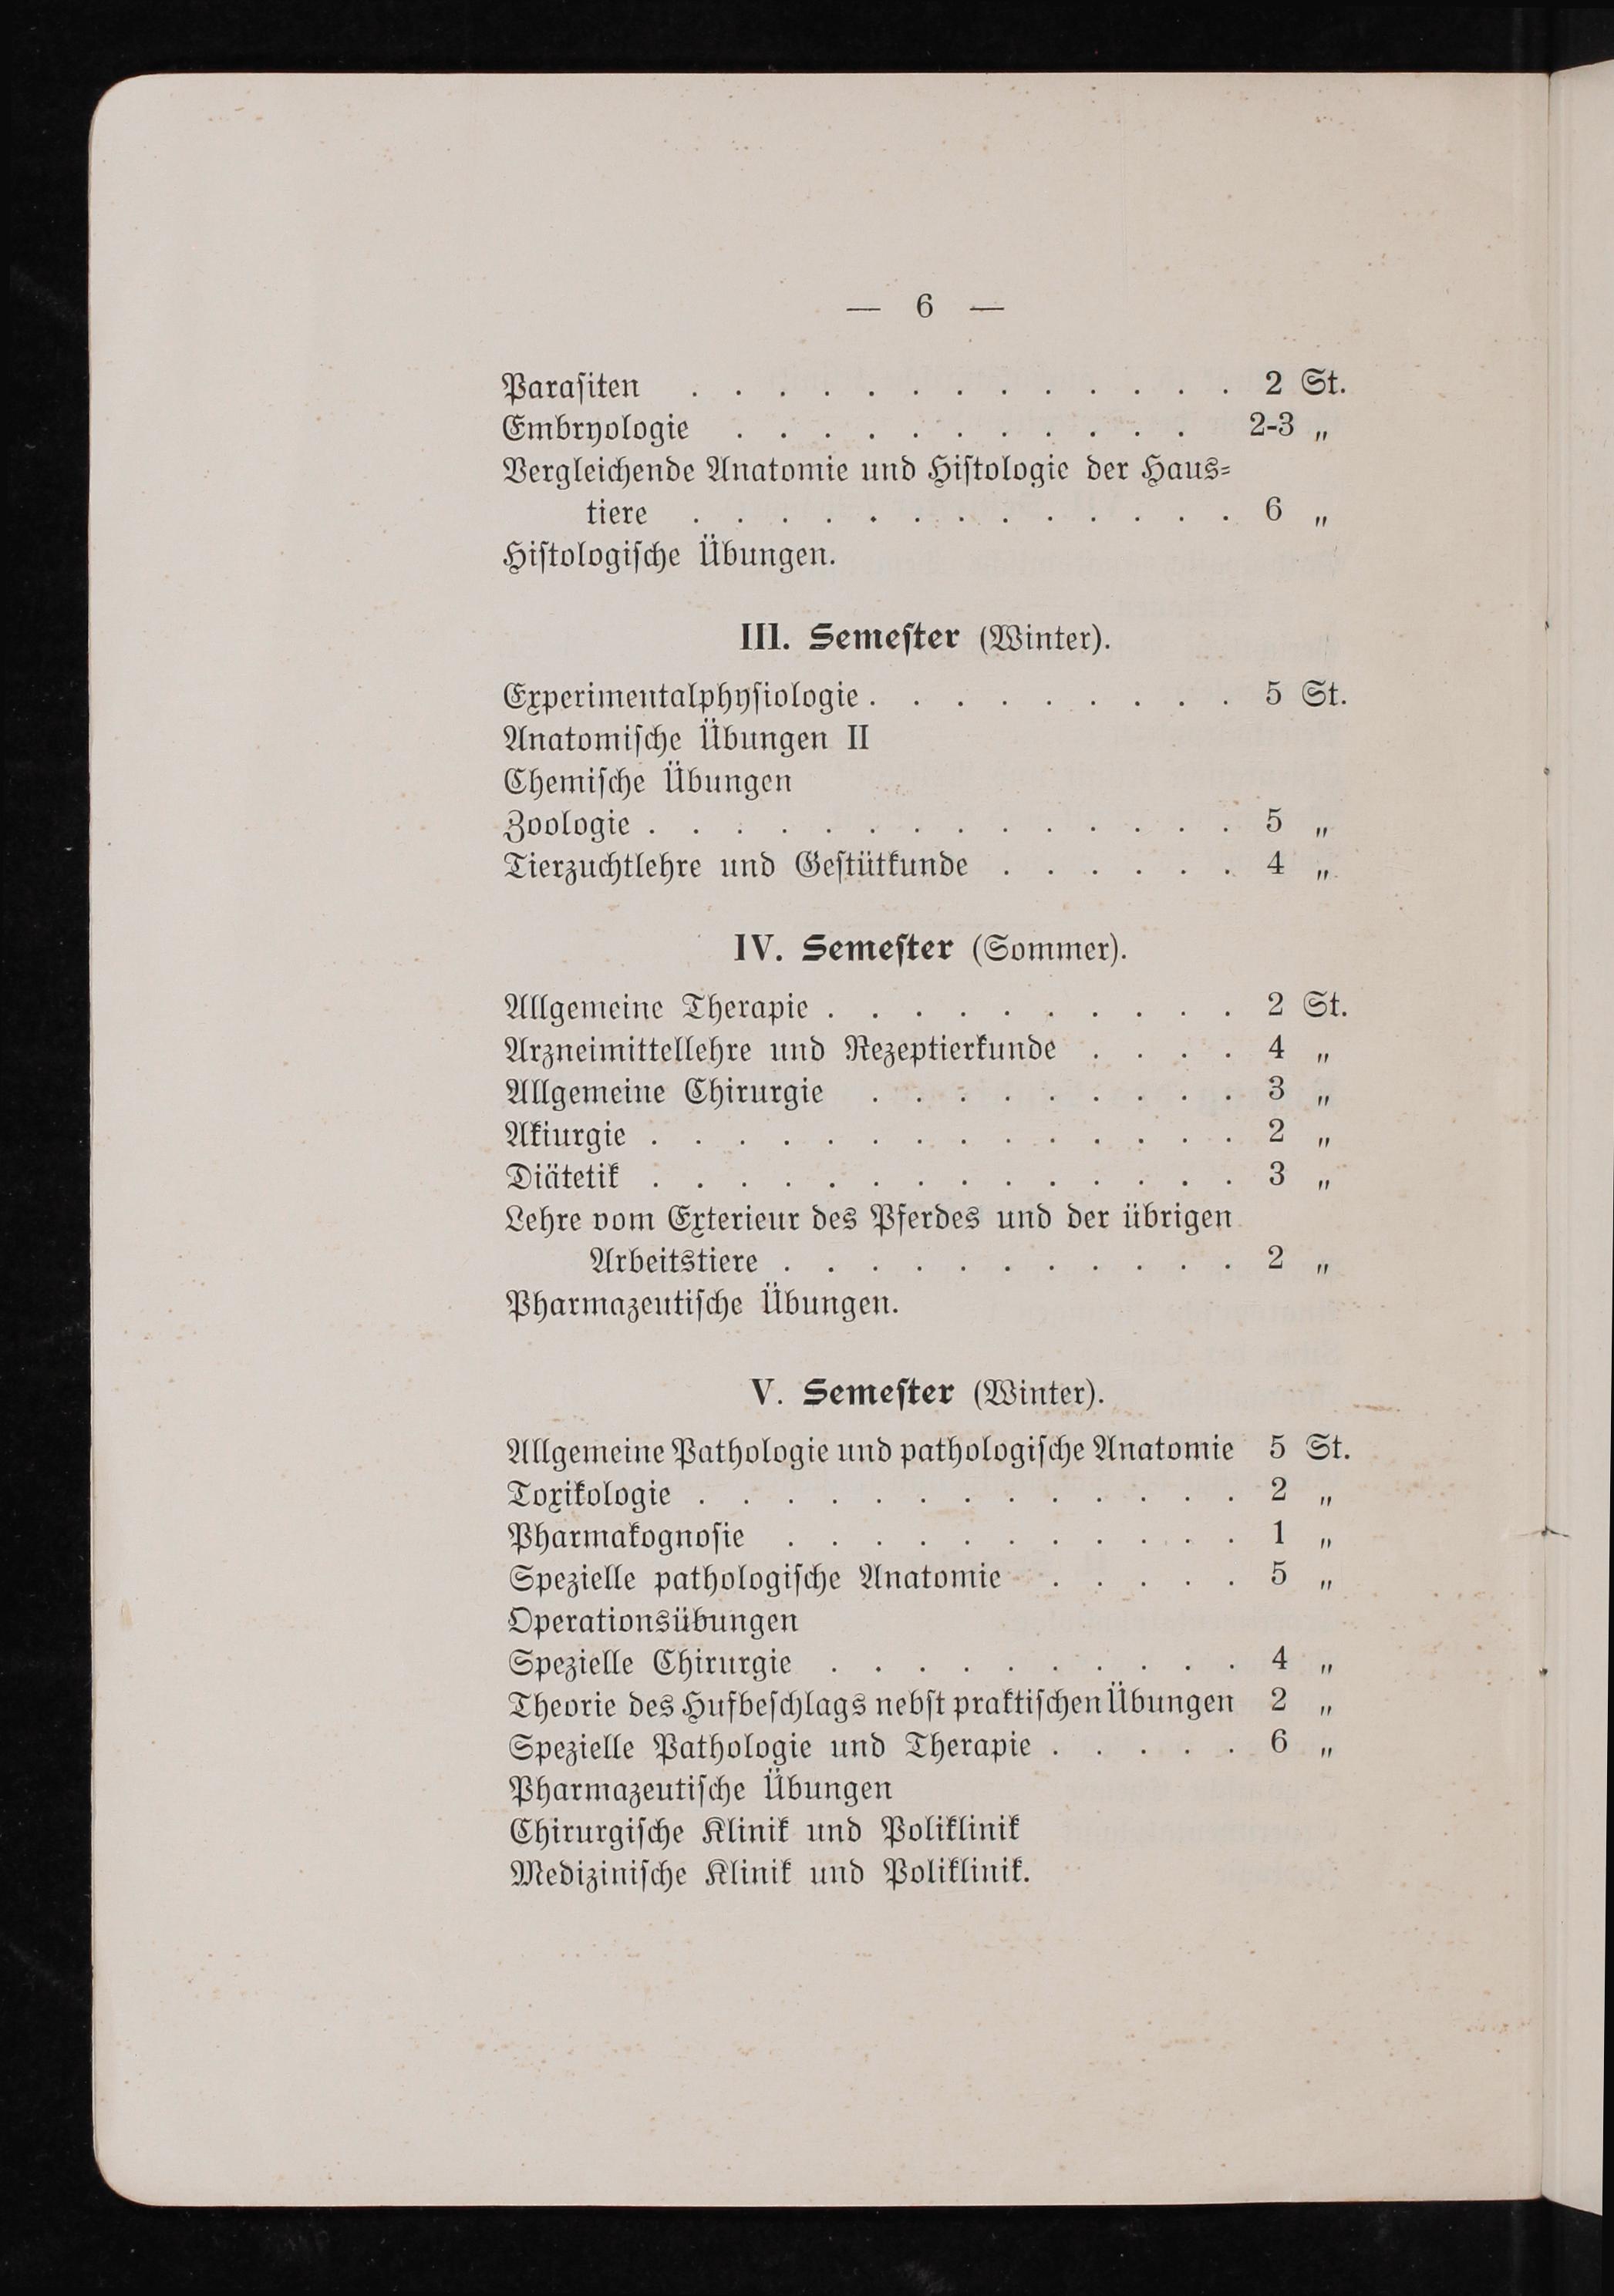 — 6 —
Parasiten . . . . . . . . . . . . . 2 St.
Embryologie . . . . . . . . . . . 2-3 „
Vergleichende Anatomie und Histologie der Haus-
tiere . . . . . . . . . . . . . 6 „
Histologische Übungen.
III. Semester (Winter).
Experimentalphysiologie . . . . . . . . . 5 St.
Anatomische Übungen II
Chemische Übungen
Zoologie . . . . . . . . . . . . . . 5 „
Tierzuchtlehre und Gestütkunde . . . . . . 4 „
IV. Semester (Sommer).
Allgemeine Therapie . . . . . . . . . . 2 St.
Arzneimittellehre und Rezeptierkunde . . . . 4 „
Allgemeine Chirurgie . . . . . . . . . 3 „
Akiurgie . . . . . . . . . . . . . . 2 „
Diätetik . . . . . . . . . . . . . . 3 „
Lehre vom Exterieur des Pferdes und der übrigen
Arbeitstiere . . . . . . . . . . . 2 „
Pharmazeutische Übungen.
V. Semester (Winter).
Allgemeine Pathologie und pathologische Anatomie 5 St.
Toxikologie . . . . . . . . . . . . . 2 „
Pharmakognosie . . . . . . . . . . . 1 „
Spezielle pathologische Anatomie . . . . . 5 „
Operationsübungen
Spezielle Chirurgie . . . . . . . . . . 4 „
Theorie des Hufbeschlags nebst praktischen Übungen 2 „
Spezielle Pathologie und Therapie . . . . . 6 „
Pharmazeutische Übungen
Chirurgische Klinik und Poliklinik
Medizinische Klinik und Poliklinik.